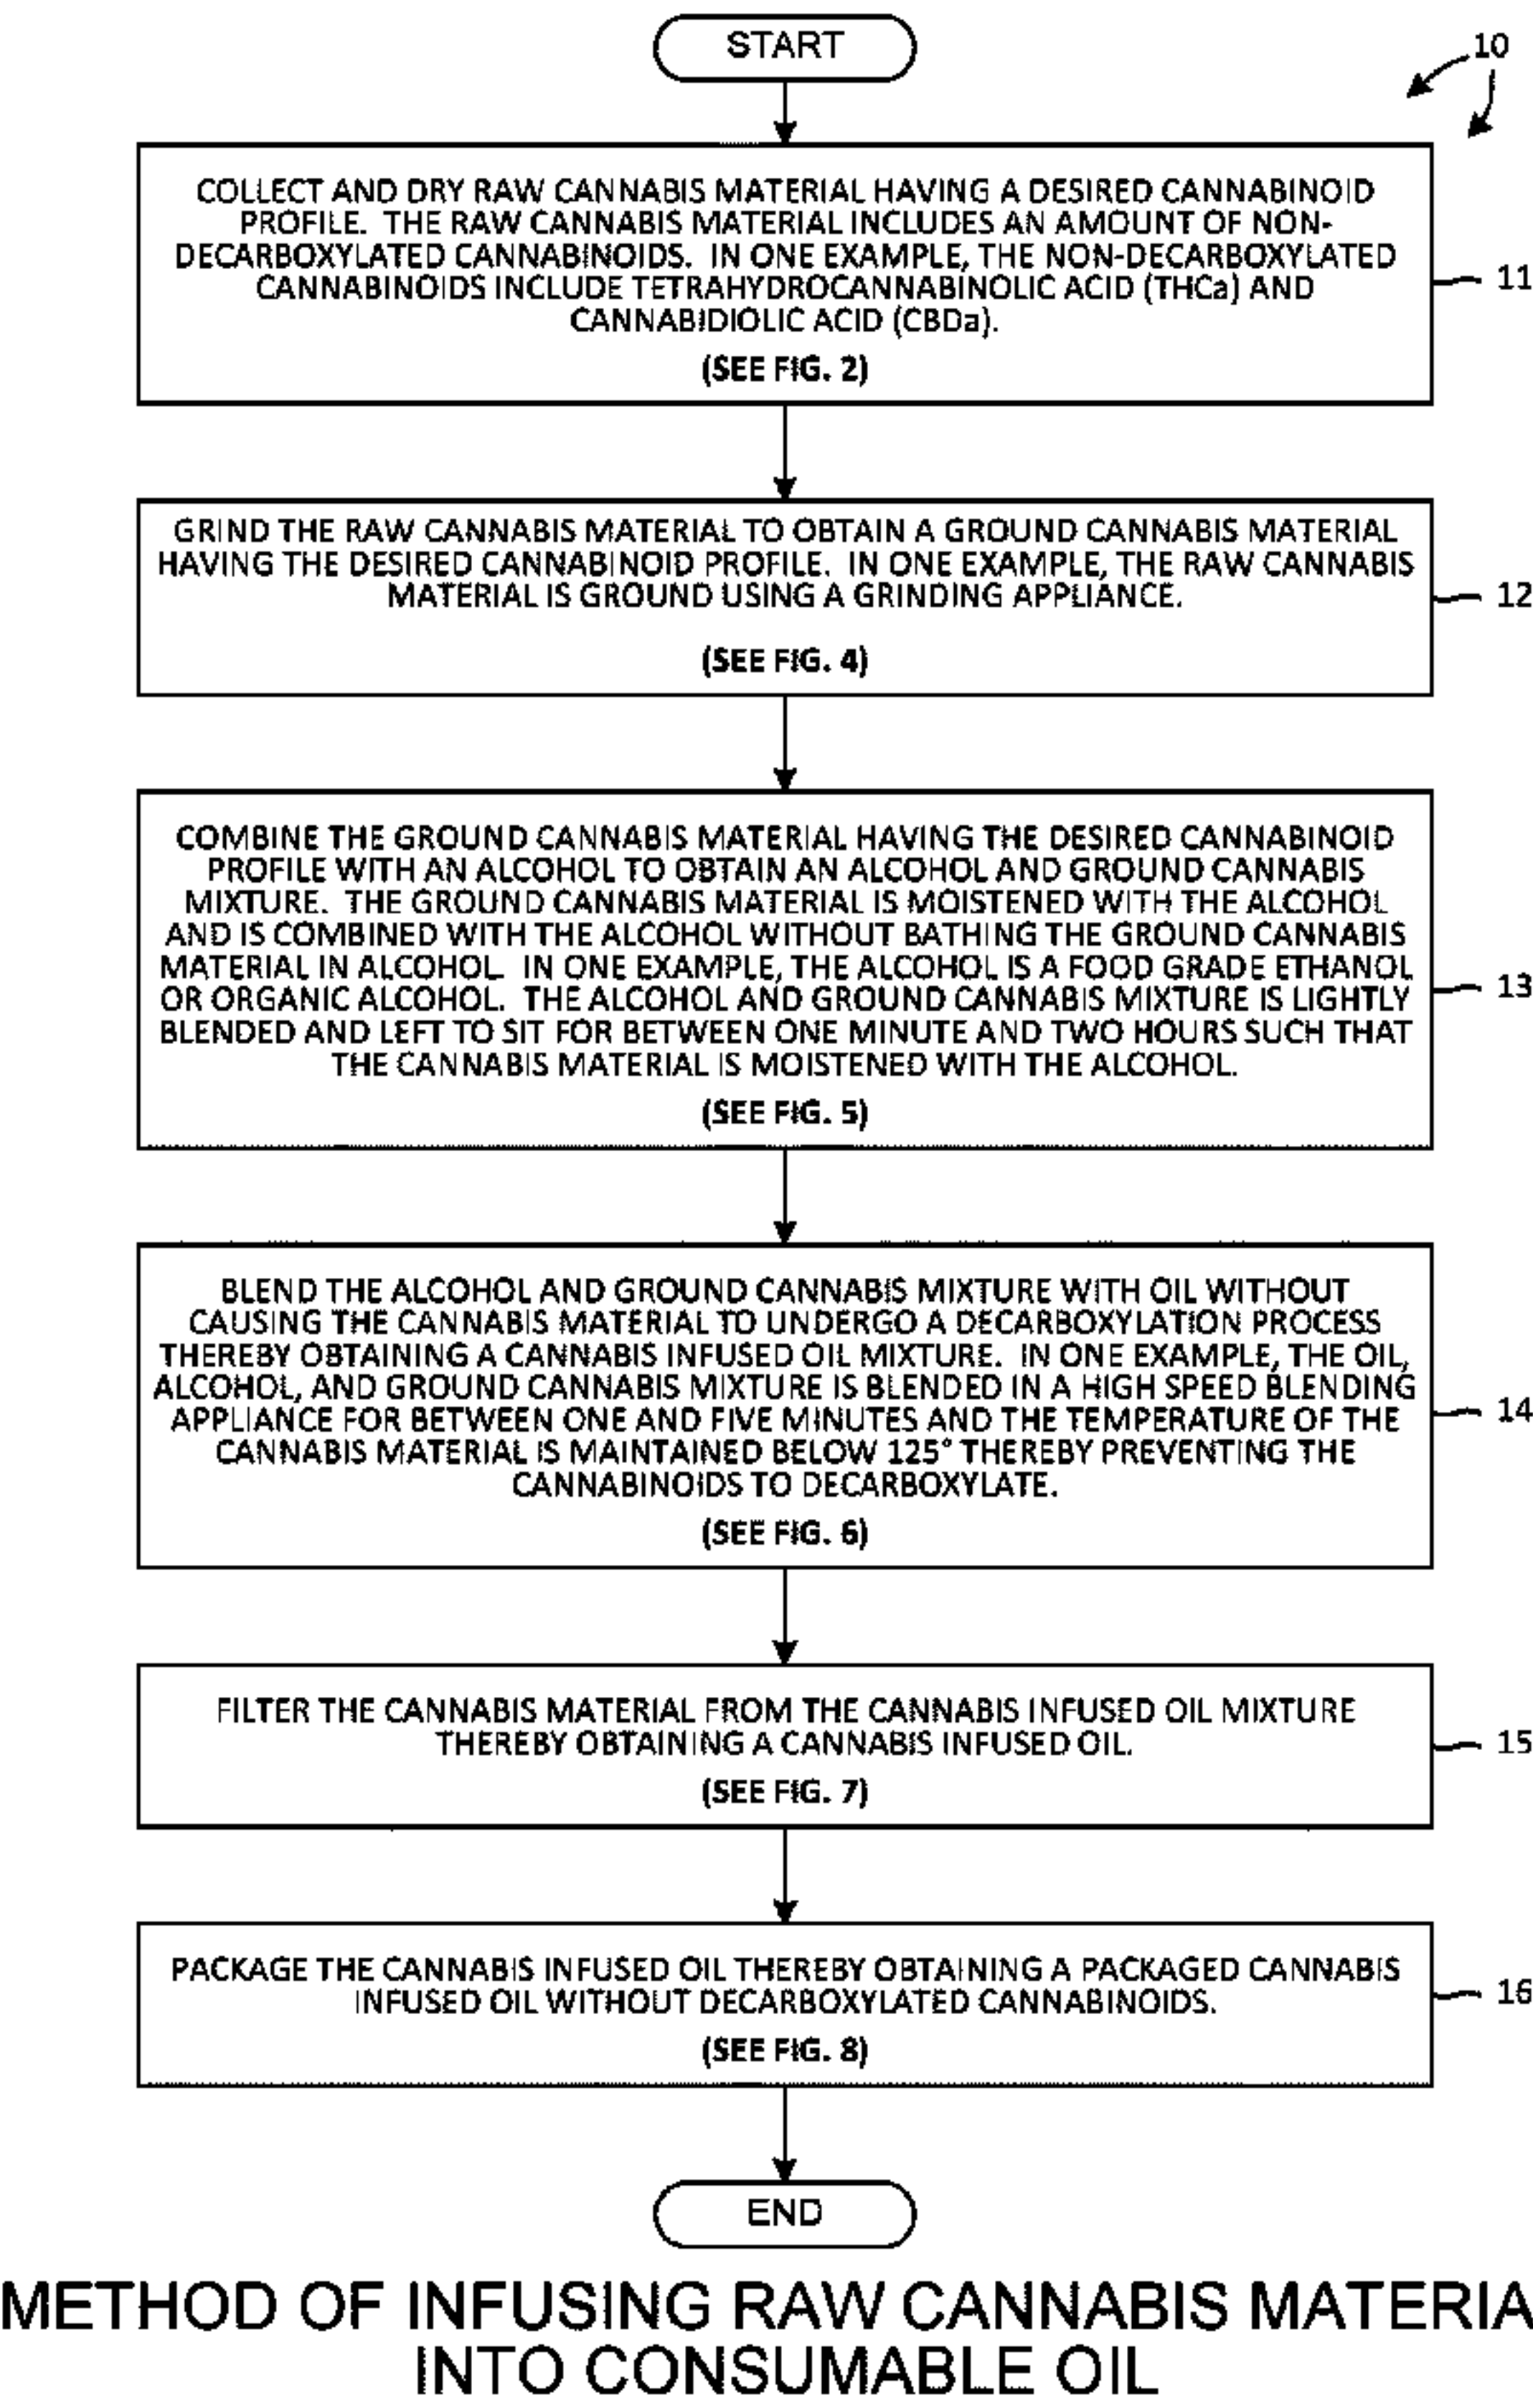 START
10
COLLECT AND DRY RAW CANNABIS MATERIAL HAVING A DESIRED CANNABINOID
PROFILE. THE RAW CANNABIS MATERIAL INCLUDES AN AMOUNT OF NON-
DECARBOXYLATED CANNABINOIDS. IN ONE EXAMPLE, THE NON-DECARBOXYLATED
CANNABINOIDS INCLUDE TETRAHYDROCANNABINOLIC ACID (THCa) AND
CANNABIDIOLIC ACID (CBDa).
(SEE FIG. 2)
11
GRIND THE RAW CANNABIS MATERIAL TO OBTAIN A GROUND CANNABIS MATERIAL
HAVING THE DESIRED CANNABINOID PROFILE. IN ONE EXAMPLE, THE RAW CANNABIS
MATERIAL IS GROUND USING A GRINDING APPLIANCE.
(SEE FIG. 4)
12
COMBINE THE GROUND CANNABIS MATERIAL HAVING THE DESIRED CANNABINOID
PROFILE WITH AN ALCOHOL TO OBTAIN AN ALCOHOL AND GROUND CANNABIS
MIXTURE. THE GROUND CANNABIS MATERIAL IS MOISTENED WITH THE ALCOHOL
AND IS COMBINED WITH THE ALCOHOL WITHOUT BATHING THE GROUND CANNABIS
MATERIAL IN ALCOHOL. IN ONE EXAMPLE, THE ALCOHOL IS A FOOD GRADE ETHANOL
OR ORGANIC ALCOHOL. THE ALCOHOL AND GROUND CANNABIS MIXTURE IS LIGHTLY
BLENDED AND LEFT TO SIT FOR BETWEEN ONE MINUTE AND TWO HOURS SUCH THAT
THE CANNABIS MATERIAL IS MOISTENED WITH THE ALCOHOL.
(SEE FIG. 5)
13
BLEND THE ALCOHOL AND GROUND CANNABIS MIXTURE WITH OIL WITHOUT
CAUSING THE CANNABIS MATERIAL TO UNDERGO A DECARBOXYLATION PROCESS
THEREBY OBTAINING A CANNABIS INFUSED OIL MIXTURE. IN ONE EXAMPLE, THE OIL,
ALCOHOL, AND GROUND CANNABIS MIXTURE IS BLENDED IN A HIGH SPEED BLENDING
APPLIANCE FOR BETWEEN ONE AND FIVE MINUTES AND THE TEMPERATURE OF THE
CANNABIS MATERIAL IS MAINTAINED BELOW 125° THEREBY PREVENTING THE
CANNABINOIDS TO DECARBOXYLATE.
(SEE FIG. 6)
14
FILTER THE CANNABIS MATERIAL FROM THE CANNABIS INFUSED OIL MIXTURE
THEREBY OBTAINING A CANNABIS INFUSED OIL.
(SEE FIG. 7)
15
PACKAGE THE CANNABIS INFUSED OIL THEREBY OBTAINING A PACKAGED CANNABIS
INFUSED OIL WITHOUT DECARBOXYLATED CANNABINOIDS.
(SEE FIG. 8)
16
END
METHOD OF INFUSING RAW CANNABIS MATERIA
INTO CONSUMABLE OIL